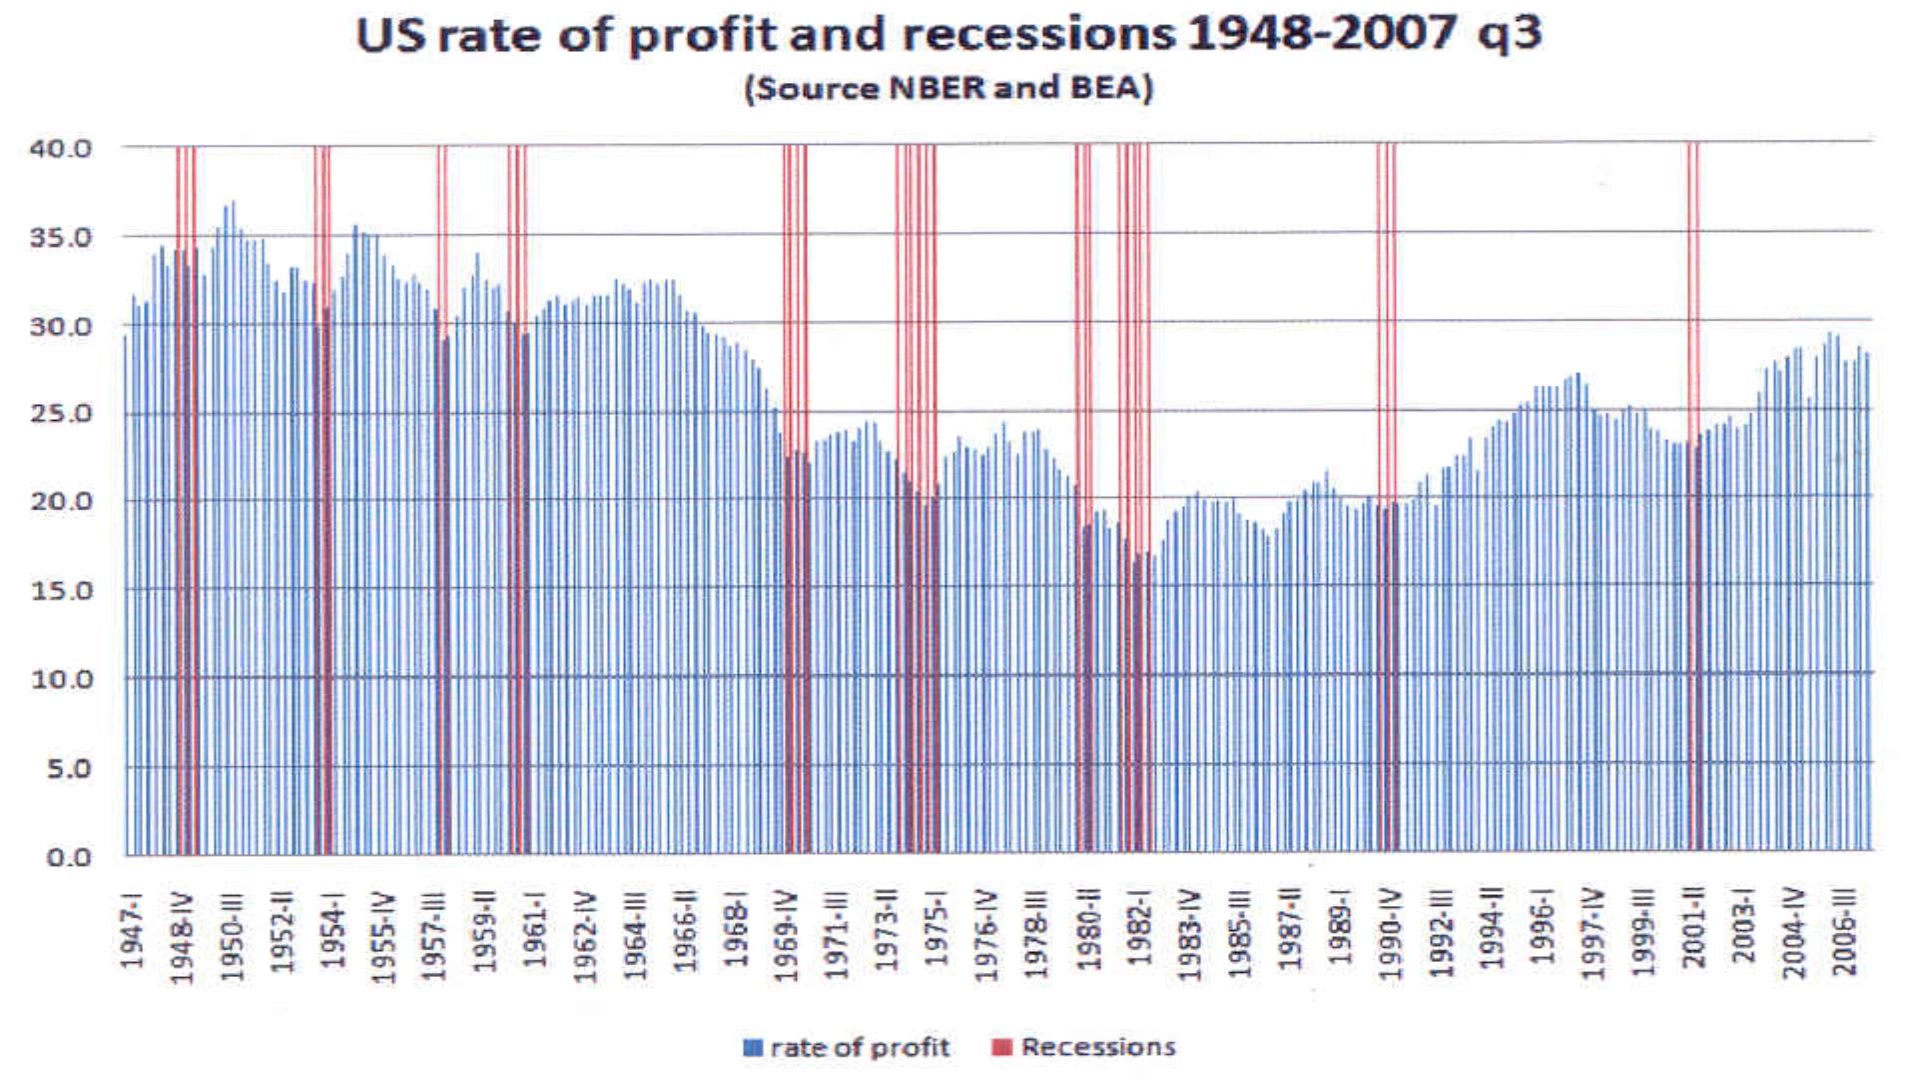 US rate of profit and recessions 1948-2007 q3
(Source NBER and BEA)
40.0
35.0
30.0
25.0
20.0
15.0
10.0
5.0
0.0
1947-I
1948-IV
1950-III
1952-II
1954-I
1955-IV
1957-III
1959-II
1961-I
1962-IV
1964-III
1966-II
1968-I
1969-IV
1971-III
1973-II
1975-I
1976-IV
1978-III
1980-II
1982-I
1983-IV
1985-III
1987-II
1989-I
1990-IV
1992-III
1994-II
1996-I
1997-IV
1999-III
2001-II
2003-I
2004-IV
2006-III
rate of profit
Recessions